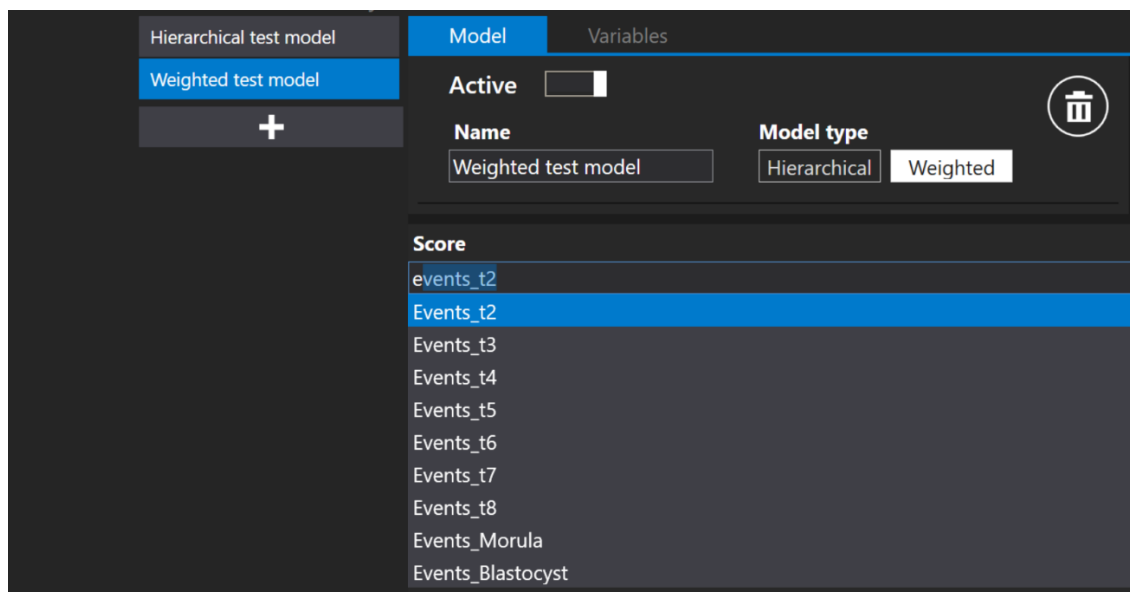 Hierarchical test model
Weighted test model
Model Variables
Active
Name Model type
Weighted test model Hierarchical Weighted
Score
events_t2
Events_t2
Events_t3
Events_t4
Events_t5
Events_t6
Events_t7
Events_t8
Events_Morula
Events_Blastocyst